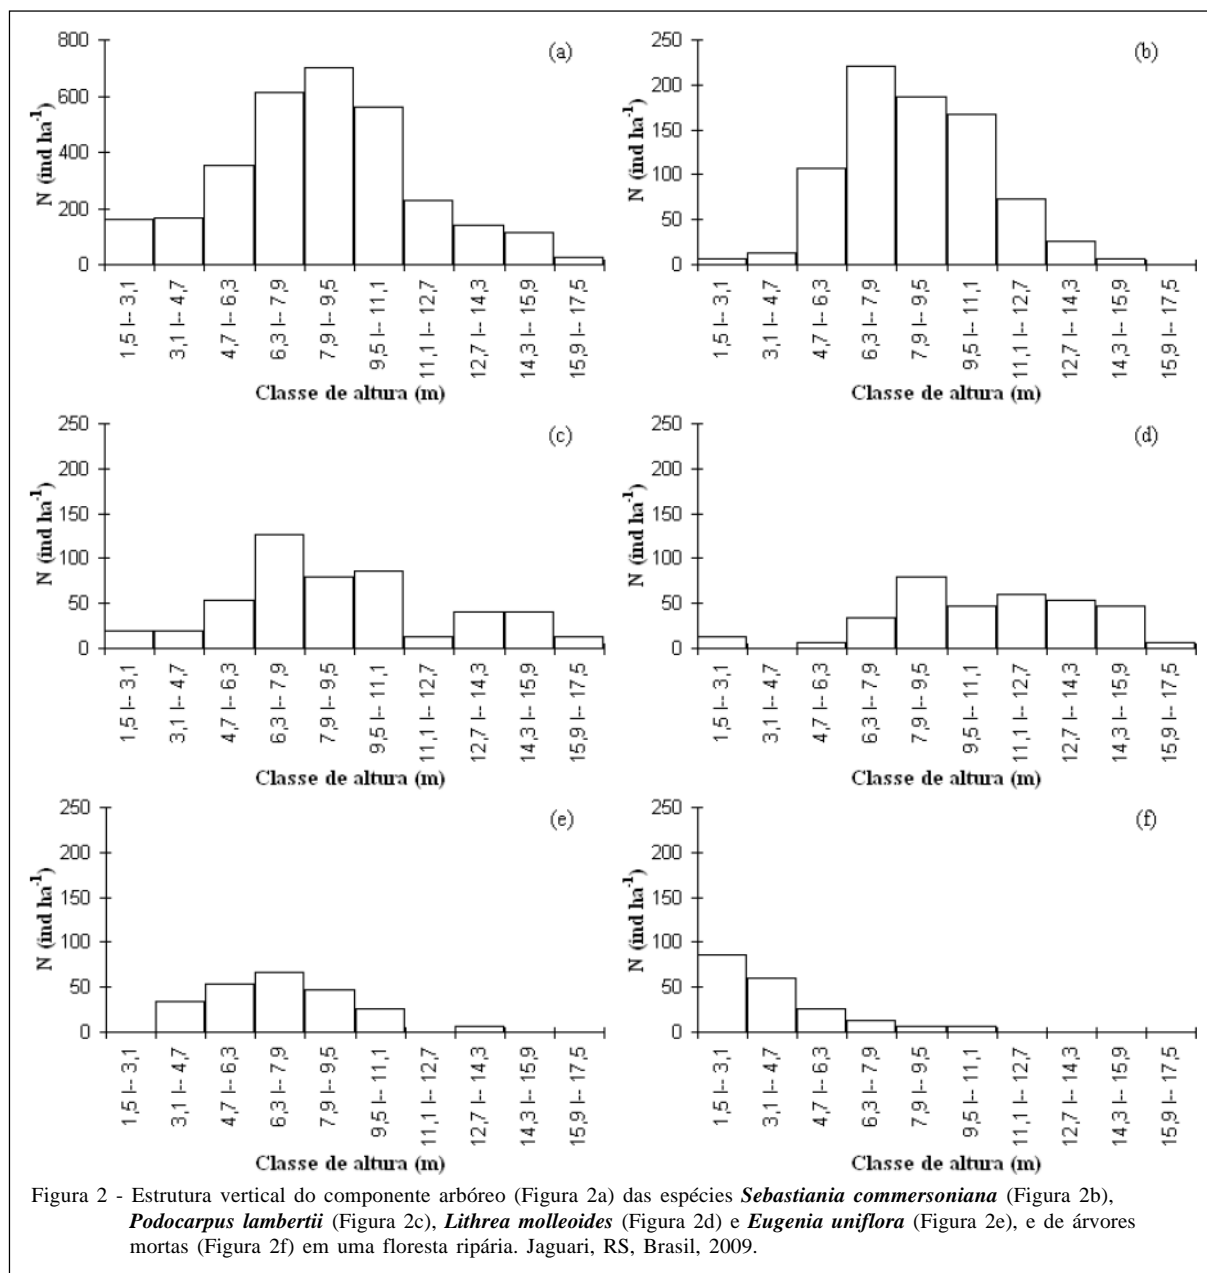 (a)
800
600
400
200
0
N (ind ha-1)
1,5 I-- 3,1
3,1 I-- 4,7
4,7 I-- 6,3
6,3 I-- 7,9
7,9 I-- 9,5
9,5 I-- 11,1
11,1 I-- 12,7
12,7 I-- 14,3
14,3 I-- 15,9
15,9 I-- 17,5
Classe de altura (m)
(b)
250
200
150
100
50
0
N (ind ha-1)
1,5 I-- 3,1
3,1 I-- 4,7
4,7 I-- 6,3
6,3 I-- 7,9
7,9 I-- 9,5
9,5 I-- 11,1
11,1 I-- 12,7
12,7 I-- 14,3
14,3 I-- 15,9
15,9 I-- 17,5
Classe de altura (m)
(c)
250
200
150
100
50
0
N (ind ha-1)
1,5 I-- 3,1
3,1 I-- 4,7
4,7 I-- 6,3
6,3 I-- 7,9
7,9 I-- 9,5
9,5 I-- 11,1
11,1 I-- 12,7
12,7 I-- 14,3
14,3 I-- 15,9
15,9 I-- 17,5
Classe de altura (m)
(d)
250
200
150
100
50
0
N (ind ha-1)
1,5 I-- 3,1
3,1 I-- 4,7
4,7 I-- 6,3
6,3 I-- 7,9
7,9 I-- 9,5
9,5 I-- 11,1
11,1 I-- 12,7
12,7 I-- 14,3
14,3 I-- 15,9
15,9 I-- 17,5
Classe de altura (m)
(e)
250
200
150
100
50
0
N (ind ha-1)
1,5 I-- 3,1
3,1 I-- 4,7
4,7 I-- 6,3
6,3 I-- 7,9
7,9 I-- 9,5
9,5 I-- 11,1
11,1 I-- 12,7
12,7 I-- 14,3
14,3 I-- 15,9
15,9 I-- 17,5
Classe de altura (m)
(f)
250
200
150
100
50
0
N (ind ha-1)
1,5 I-- 3,1
3,1 I-- 4,7
4,7 I-- 6,3
6,3 I-- 7,9
7,9 I-- 9,5
9,5 I-- 11,1
11,1 I-- 12,7
12,7 I-- 14,3
14,3 I-- 15,9
15,9 I-- 17,5
Classe de altura (m)
Figura 2 - Estrutura vertical do componente arbóreo (Figura 2a) das espécies Sebastiania commersoniana (Figura 2b),
Podocarpus lambertii (Figura 2c), Lithrea molleoides (Figura 2d) e Eugenia uniflora (Figura 2e), e de árvores
mortas (Figura 2f) em uma floresta ripária. Jaguari, RS, Brasil, 2009.